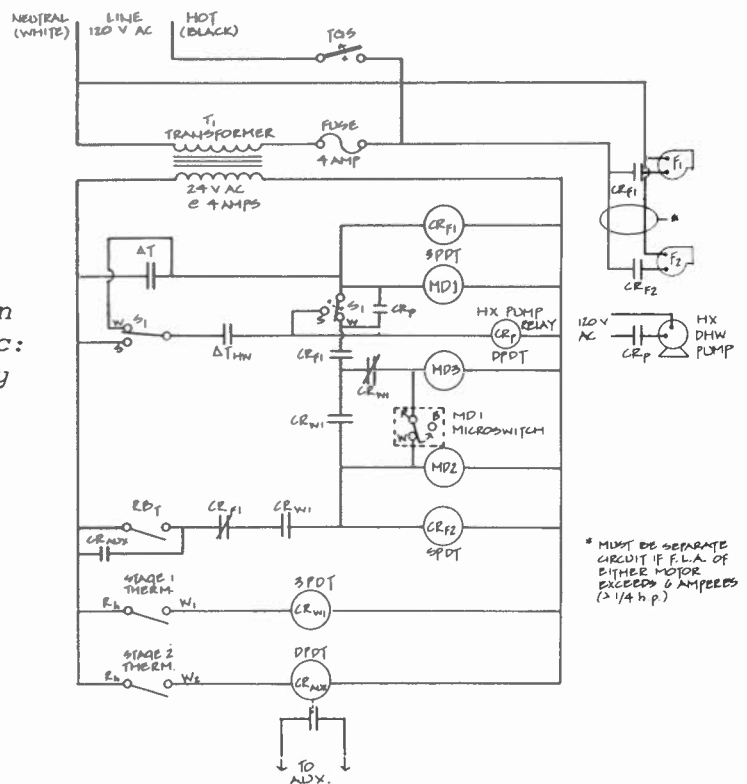 NEUTRAL (WHITE)
LINE 120 V AC
HOT (BLACK)
TGS
T1 TRANSFORMER
FUSE
4 AMP
24 V AC
@ 4 AMPS
F1
CRF1
*
F2
CRF2
CRF1
3PDT
ΔT
MD1
S1
S
W
CRP
HX PUMP RELAY
CRP
DPDT
W
S1
S
ΔTHW
120 V AC
CRP
HX DHW PUMP
CRF1
CRW1
MD3
CRW1
R
B
W
MD1 MICROSWITCH
MD2
RBT
CRF1
CRW1
CRF2
SPDT
CRAUX
* MUST BE SEPARATE
CIRCUIT IF F.L.A. OF
EITHER MOTOR
EXCEEDS 6 AMPERES
(>1/4 h.p.)
STAGE 1 THERM.
Rh
W1
3PDT
CRW1
STAGE 2 THERM.
Rh
W2
DPDT
CRAUX
TO AUX.
n
c:
y